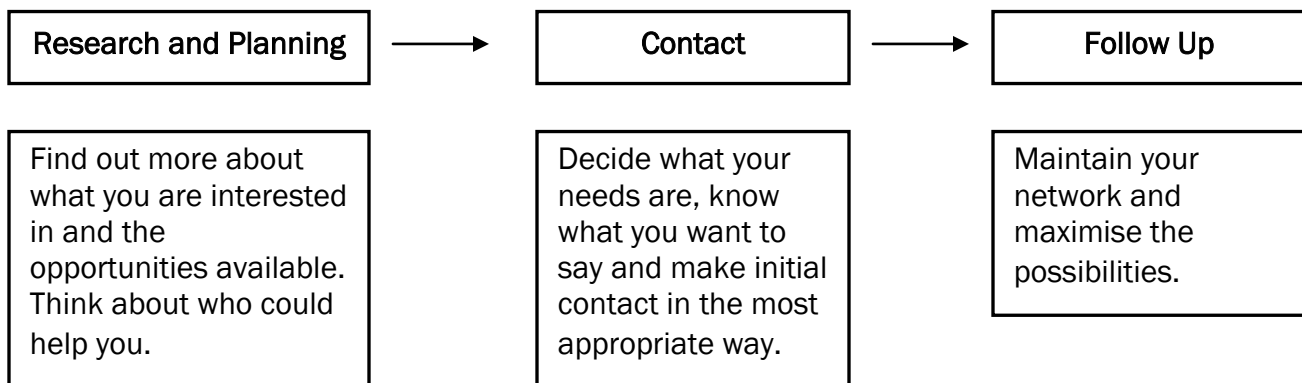 Research and Planning
Contact
Follow Up
Find out more about
what you are interested
in and the
opportunities available.
Think about who could
help you.
Decide what your
needs are, know
what you want to
say and make initial
contact in the most
appropriate way.
Maintain your
network and
maximise the
possibilities.